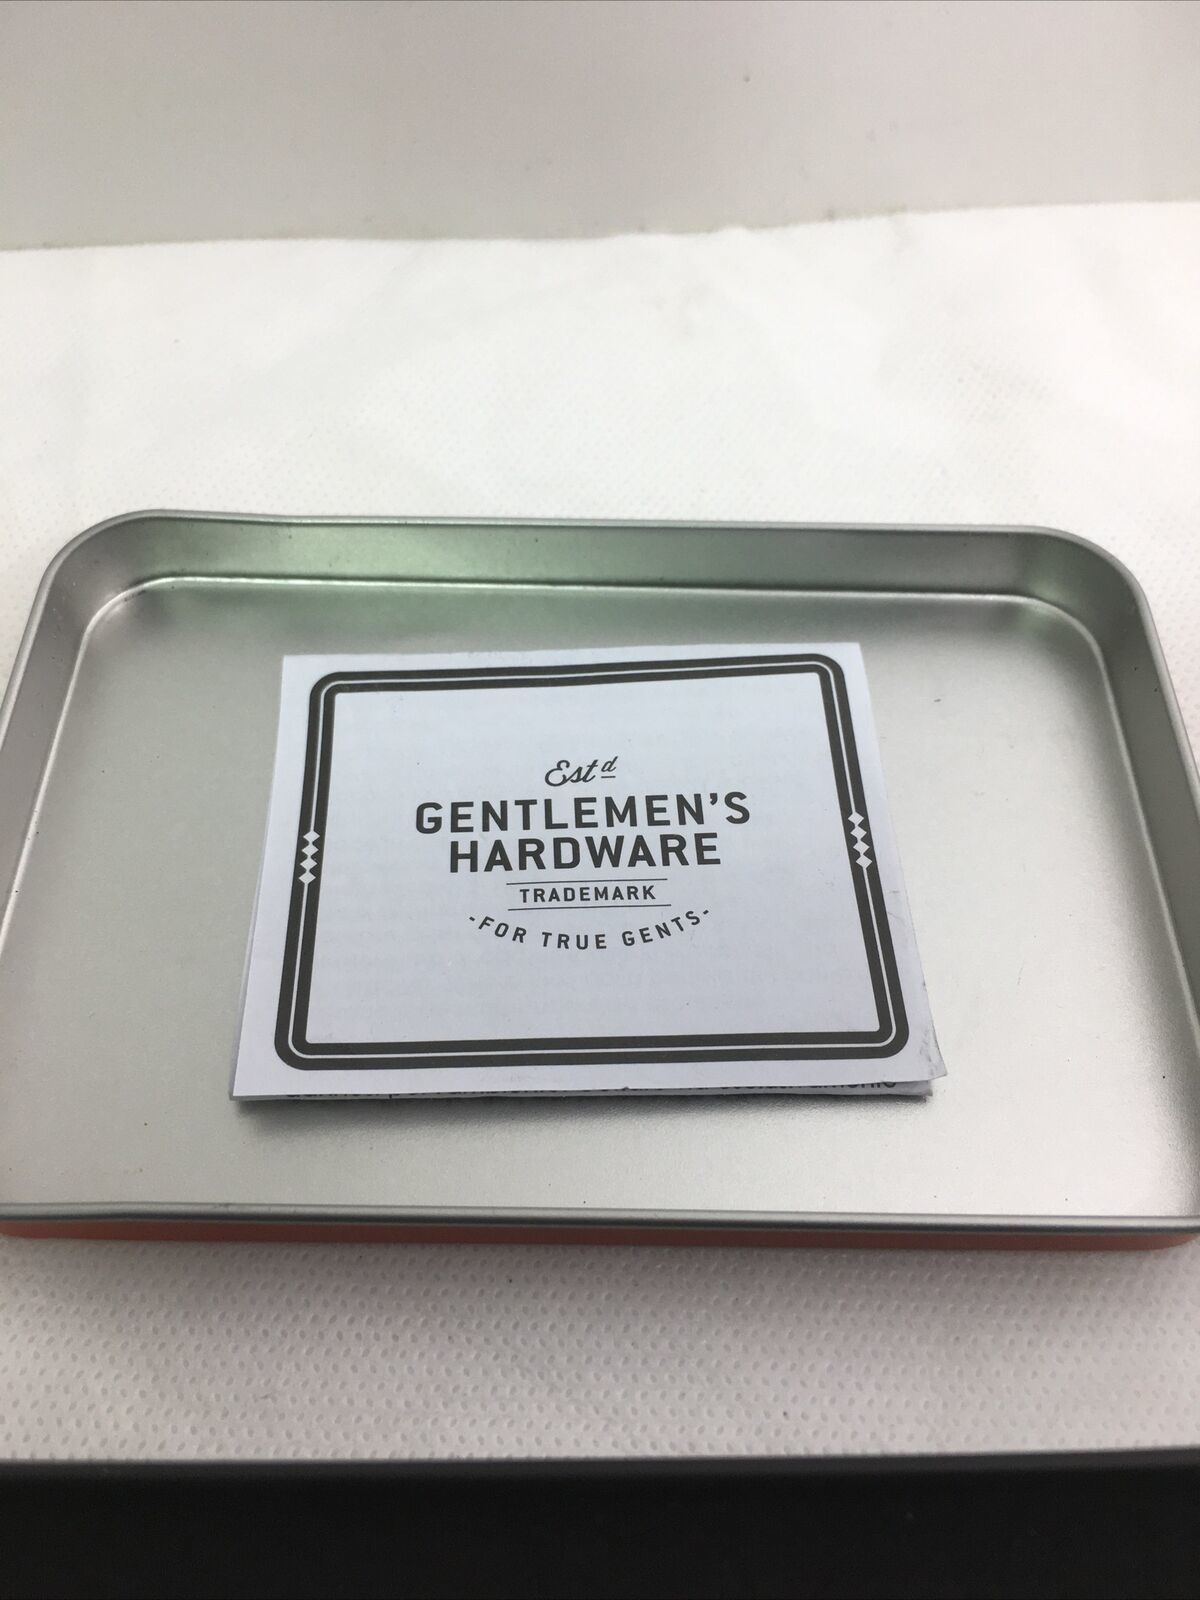 Estd
GENTLEMEN'S
HARDWARE
TRADEMARK
-FOR TRUE GENTS-